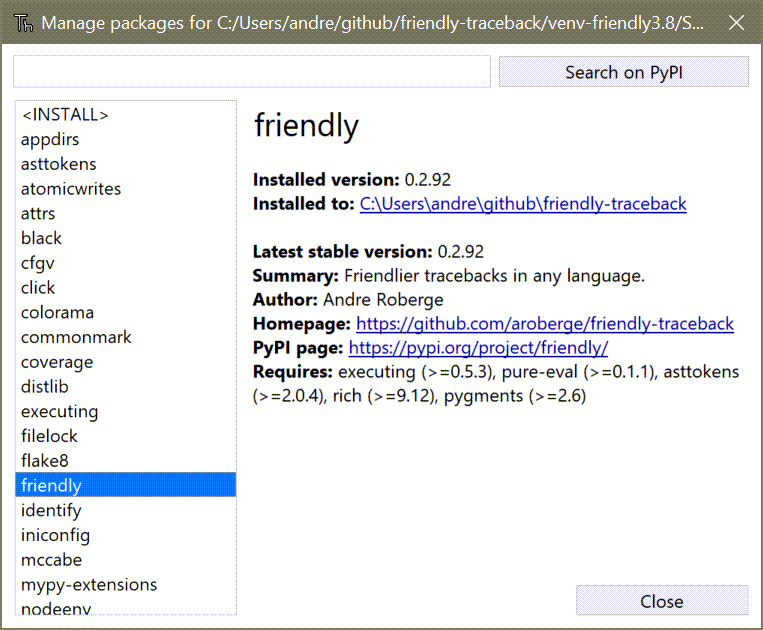 Manage packages for C:/Users/andre/github/friendly-traceback/venv-friendly3.8/S...
Search on PyPI
<INSTALL>
appdirs
asttokens
atomicwrites
attrs
black
cfgv
click
colorama
commonmark
coverage
distlib
executing
filelock
flake8
friendly
identify
iniconfig
mccabe
mypy-extensions
nodeenv
friendly
Installed version: 0.2.92
Installed to: C:\Users\andre\github\friendly-traceback
Latest stable version: 0.2.92
Summary: Friendlier tracebacks in any language.
Author: Andre Roberge
Homepage: https://github.com/aroberge/friendly-traceback
PyPI page: https://pypi.org/project/friendly/
Requires: executing (>=0.5.3), pure-eval (>=0.1.1), asttokens
(>=2.0.4), rich (>=9.12), pygments (>=2.6)
Close